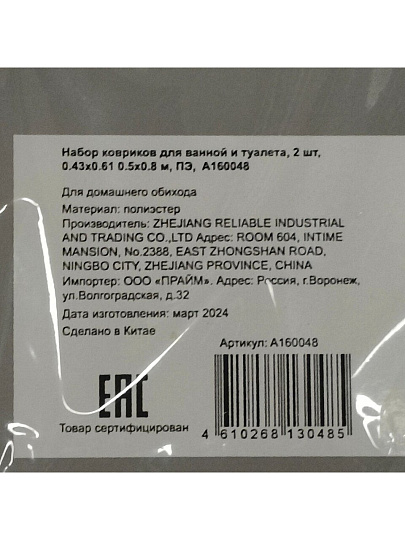 Набор ковриков для ванной и туалета, 2 шт,
0.43x0.61 0.5x0.8 м, ПЭ, A160048
Для домашнего обихода
Материал: полиэстер
Производитель: ZHEJIANG RELIABLE INDUSTRIAL
AND TRADING CO.,LTD Адрес: ROOM 604, INTIME
MANSION, No.2388, EAST ZHONGSHAN ROAD,
NINGBO CITY, ZHEJIANG PROVINCE, CHINA
Импортер: ООО «ПРАЙМ». Адрес: Россия, г.Воронеж,
ул.Волгоградская, д.32
Дата изготовления: март 2024
Сделано в Китае
Артикул: A160048
EAC
Товар сертифицирован
4 610268 130485